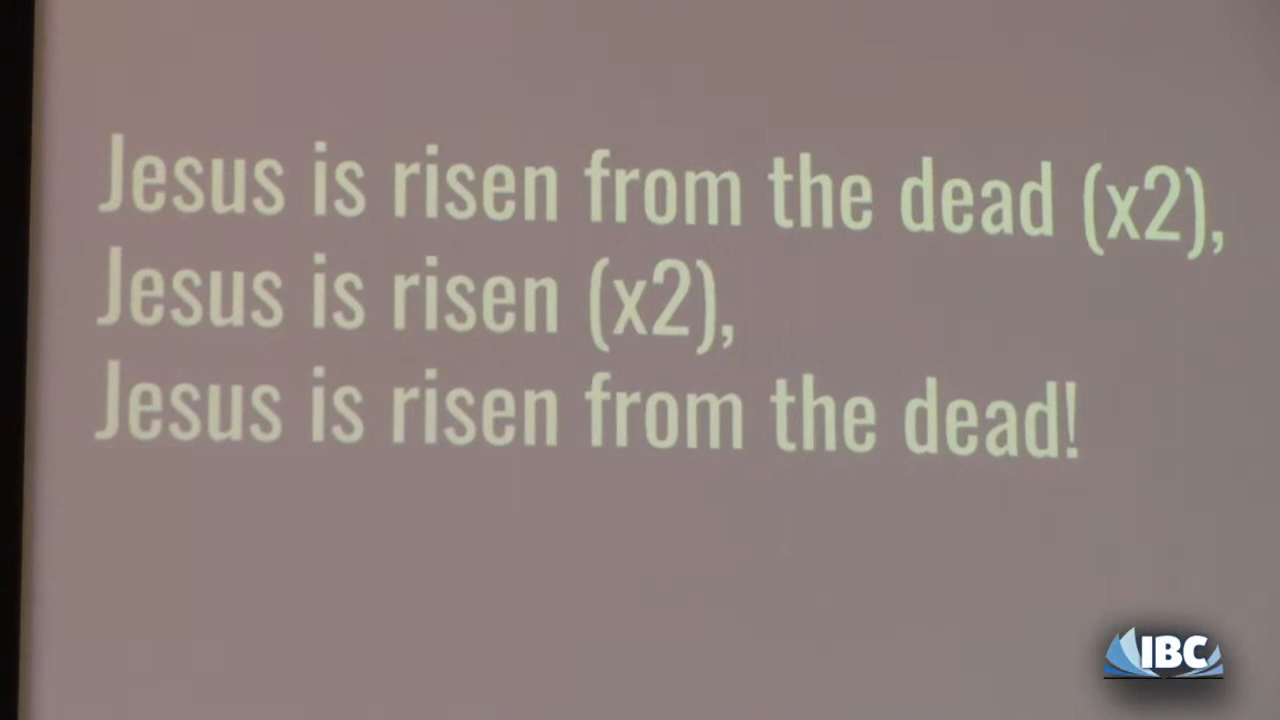 Jesus is risen from the dead (x2),
Jesus is risen (x2),
Jesus is risen from the dead!
IBC